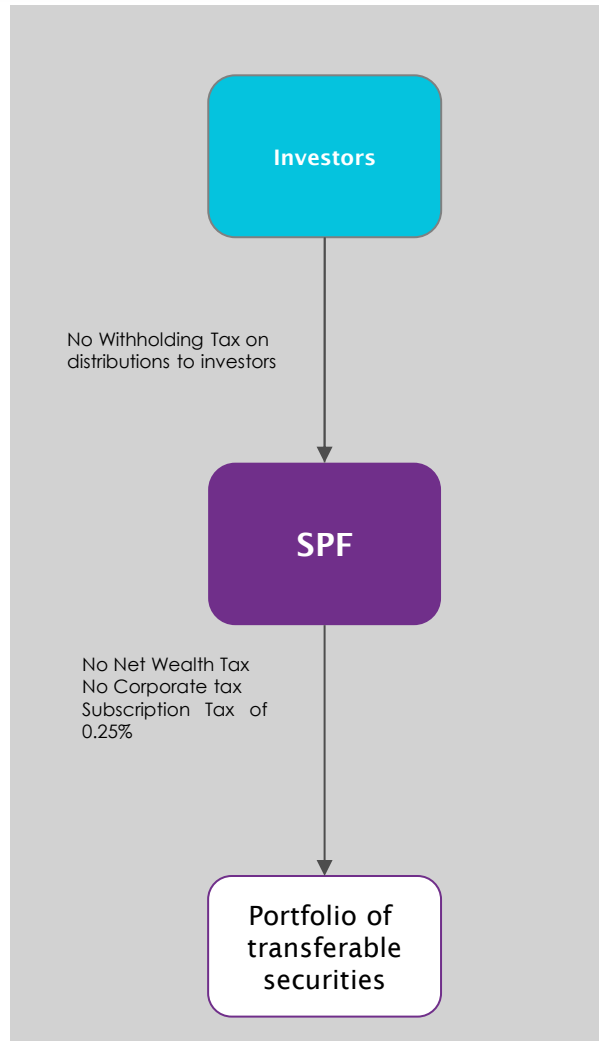 Investors
No Withholding Tax on
distributions to investors
SPF
No Net Wealth Tax
No Corporate tax
Subscription Tax of
0.25%
Portfolio of
transferable
securities